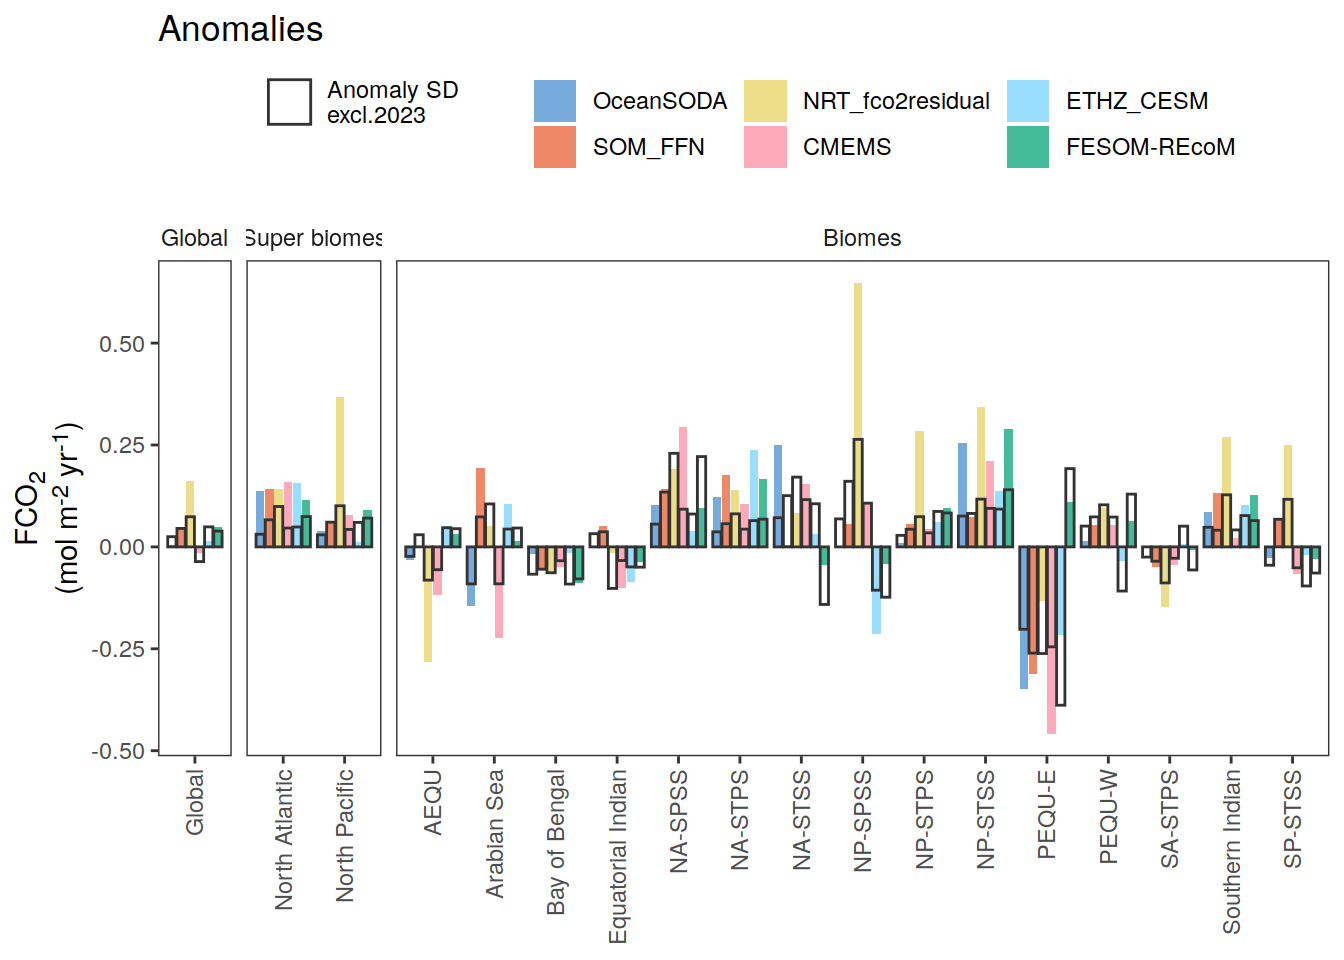 Anomalies
Anomaly SD
excl.2023
OceanSODA
NRT_fco2residual
ETHZ_CESM
SOM_FFN
CMEMS
FESOM-REcoM
Global
Super biomes
Biomes
FCO2
(mol m-2 yr-1)
0.50
0.25
0.00
-0.25
-0.50
Global
North Atlantic
North Pacific
AEQU
Arabian Sea
Bay of Bengal
Equatorial Indian
NA-SPSS
NA-STPS
NA-STSS
NP-SPSS
NP-STPS
NP-STSS
PEQU-E
PEQU-W
SA-STPS
Southern Indian
SP-STSS